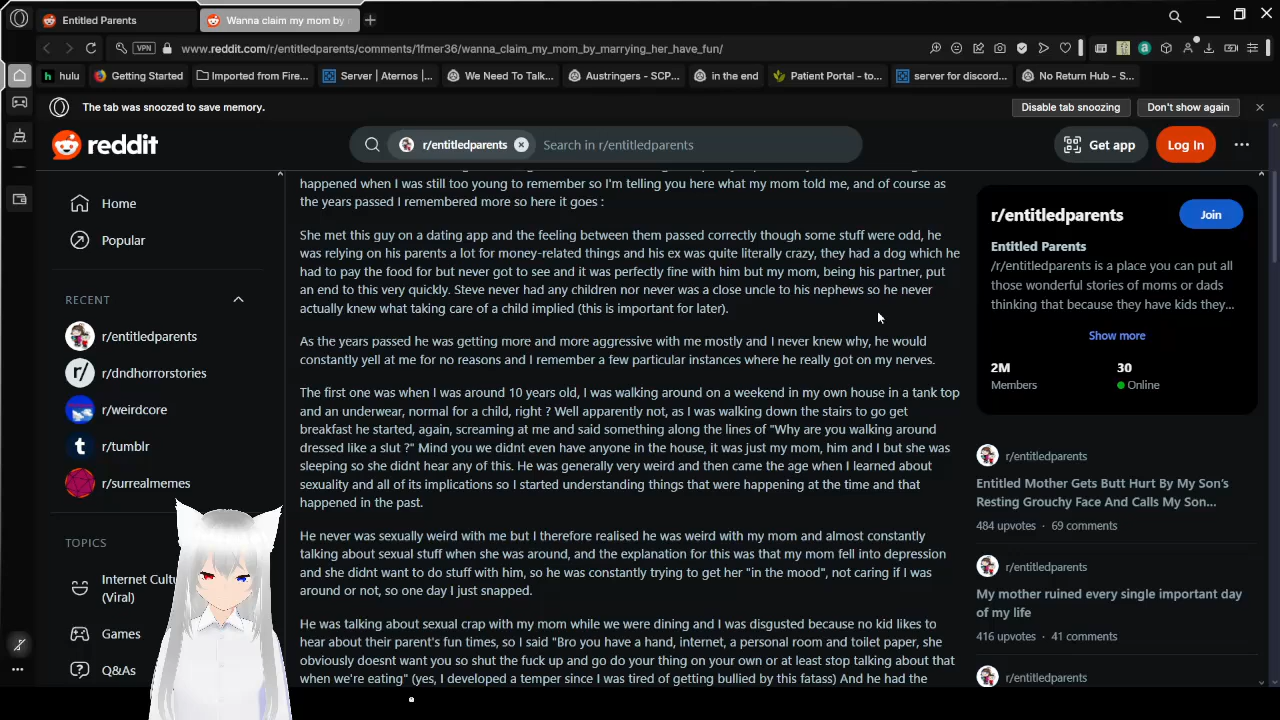 Entitled Parents
Wanna claim my mom by m
VPN
www.reddit.com/r/entitledparents/comments/1fmer36/wanna_claim_my_mom_by_marrying_her_have_fun/
hulu
Getting Started
Imported from Fire...
Server | Aternos |...
We Need To Talk...
Austringers - SCP...
in the end
Patient Portal - to...
server for discord...
No Return Hub - S...
The tab was snoozed to save memory.
Disable tab snoozing
Don't show again
reddit
r/entitledparents
Search in r/entitledparents
Get app
Log In
Home
Popular
RECENT
r/entitledparents
r/dndhorrorstories
r/weirdcore
r/tumblr
r/surrealmemes
TOPICS
Internet Cultu
(Viral)
Games
Q&As
happened when I was still too young to remember so I'm telling you here what my mom told me, and of course as
the years passed I remembered more so here it goes :
She met this guy on a dating app and the feeling between them passed correctly though some stuff were odd, he
was relying on his parents a lot for money-related things and his ex was quite literally crazy, they had a dog which he
had to pay the food for but never got to see and it was perfectly fine with him but my mom, being his partner, put
an end to this very quickly. Steve never had any children nor never was a close uncle to his nephews so he never
actually knew what taking care of a child implied (this is important for later).
As the years passed he was getting more and more aggressive with me mostly and I never knew why, he would
constantly yell at me for no reasons and I remember a few particular instances where he really got on my nerves.
The first one was when I was around 10 years old, I was walking around on a weekend in my own house in a tank top
and an underwear, normal for a child, right ? Well apparently not, as I was walking down the stairs to go get
breakfast he started, again, screaming at me and said something along the lines of "Why are you walking around
dressed like a slut ?" Mind you we didnt even have anyone in the house, it was just my mom, him and I but she was
sleeping so she didnt hear any of this. He was generally very weird and then came the age when I learned about
sexuality and all of its implications so I started understanding things that were happening at the time and that
happened in the past.
He never was sexually weird with me but I therefore realised he was weird with my mom and almost constantly
talking about sexual stuff when she was around, and the explanation for this was that my mom fell into depression
and she didnt want to do stuff with him, so he was constantly trying to get her "in the mood", not caring if I was
around or not, so one day I just snapped.
He was talking about sexual crap with my mom while we were dining and I was disgusted because no kid likes to
hear about their parent's fun times, so I said "Bro you have a hand, internet, a personal room and toilet paper, she
obviously doesnt want you so shut the fuck up and go do your thing on your own or at least stop talking about that
when we're eating" (yes, I developed a temper since I was tired of getting bullied by this fatass) And he had the
r/entitledparents
Join
Entitled Parents
/r/entitledparents is a place you can put all
those wonderful stories of moms or dads
thinking that because they have kids they...
Show more
2M
Members
30
Online
r/entitledparents
Entitled Mother Gets Butt Hurt By My Son's
Resting Grouchy Face And Calls My Son...
484 upvotes · 69 comments
r/entitledparents
My mother ruined every single important day
of my life
416 upvotes · 41 comments
r/entitledparents